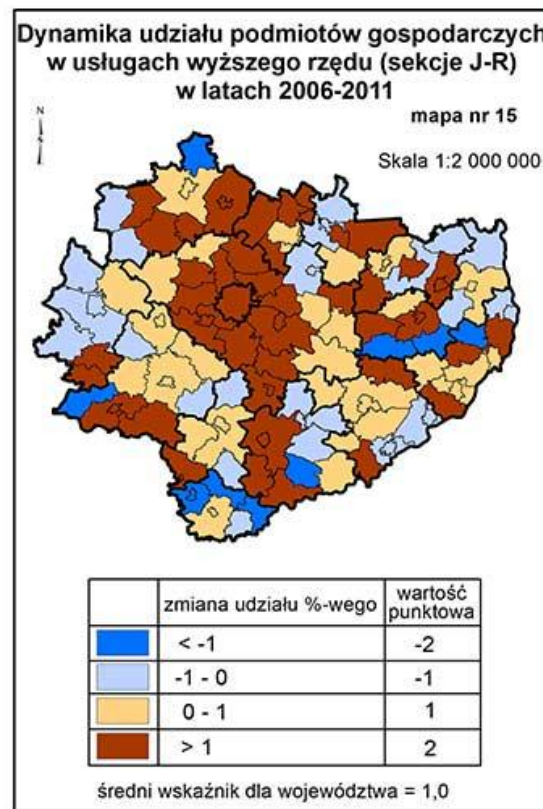 Dynamika udziału podmiotów gospodarczych
w usługach wyższego rzędu (sekcje J-R)
w latach 2006-2011
mapa nr 15
N
Skala 1:2 000 000
zmiana udziału %-wego
wartość
punktowa
< -1
-2
-1 - 0
-1
0 - 1
1
> 1
2
średni wskaźnik dla województwa = 1,0